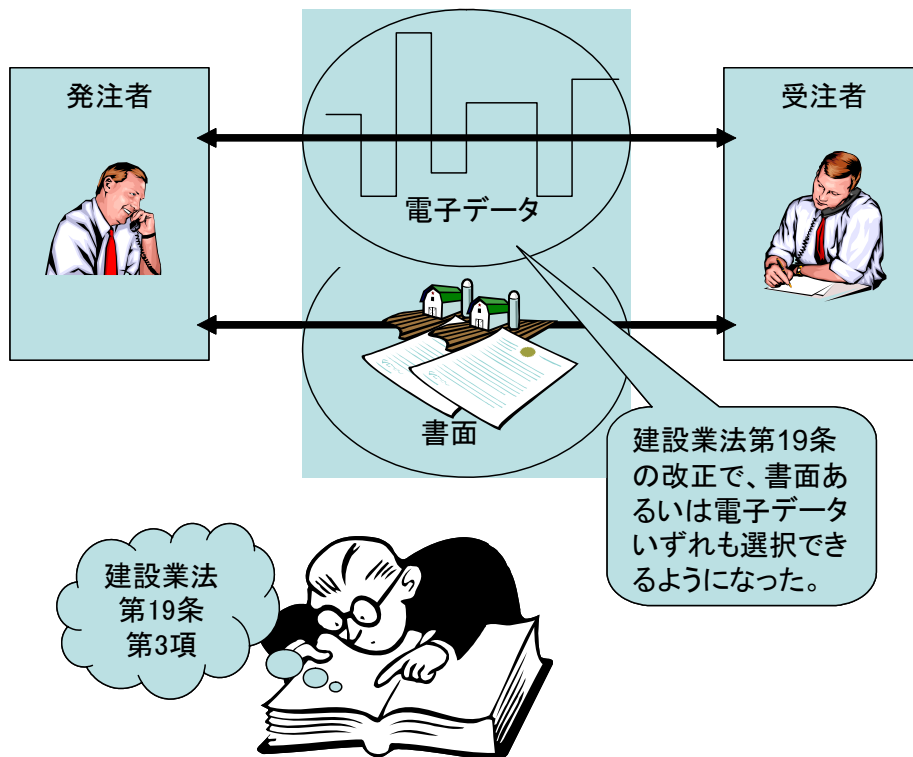 発注者
受注者
電子データ
書面
建設業法第19条
の改正で、書面あ
るいは電子データ
いずれも選択でき
るようになった。
建設業法
第19条
第3項